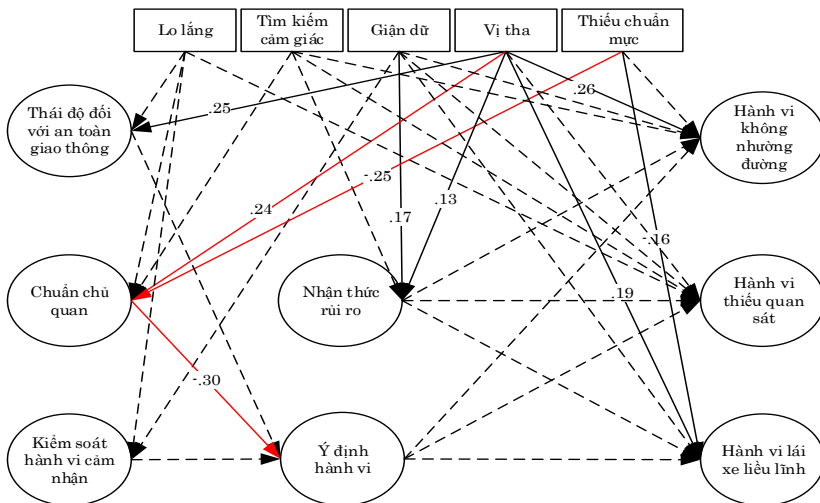 Lo lắng
Tìm kiếm
cảm giác
Giận dữ
Vị tha
Thiếu chuẩn
mực
Thái độ đối
với an toàn
giao thông
.25
.26
Hành vi
không
nhường
đường
-.25
.24
.17
.13
-.16
Chuẩn chủ
quan
Nhận thức
rủi ro
Hành vi
thiếu quan
sát
.19
-.30
Kiểm soát
hành vi cảm
nhận
Ý định
hành vi
Hành vi lái
xe liều lĩnh